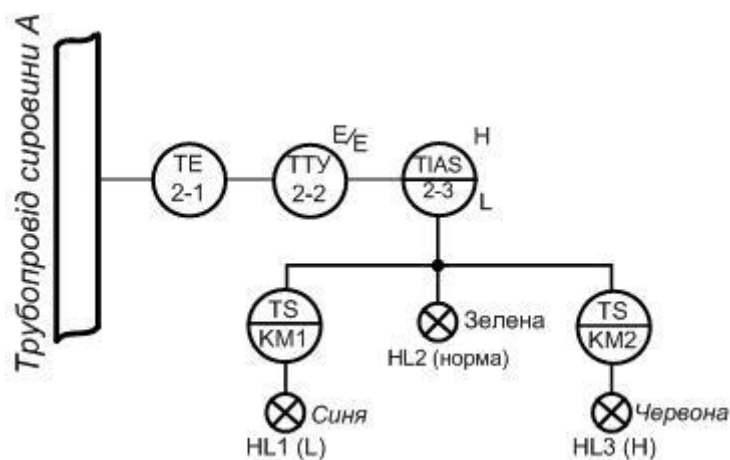 Трубопровід сировини А
TE
2-1
ТТУ
2-2
E/E
TIAS
2-3
H
L
TS
KM1
Зелена
HL2 (норма)
TS
KM2
Синя
HL1 (L)
Червона
HL3 (H)